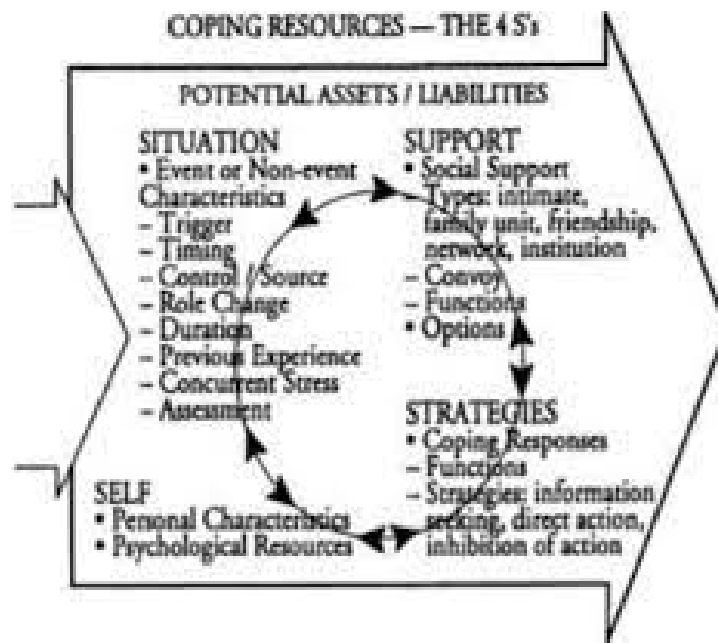 COPING RESOURCES — THE 4 S's
POTENTIAL ASSETS / LIABILITIES
SITUATION
• Event or Non-event
Characteristics
– Trigger
– Timing
– Control / Source
– Role Change
– Duration
– Previous Experience
– Concurrent Stress
– Assessment
SUPPORT
• Social Support
– Types: intimate,
family unit, friendship,
network, institution
– Convoy
– Functions
• Options
SELF
• Personal Characteristics
• Psychological Resources
STRATEGIES
• Coping Responses
– Functions
– Strategies: information
seeking, direct action,
inhibition of action